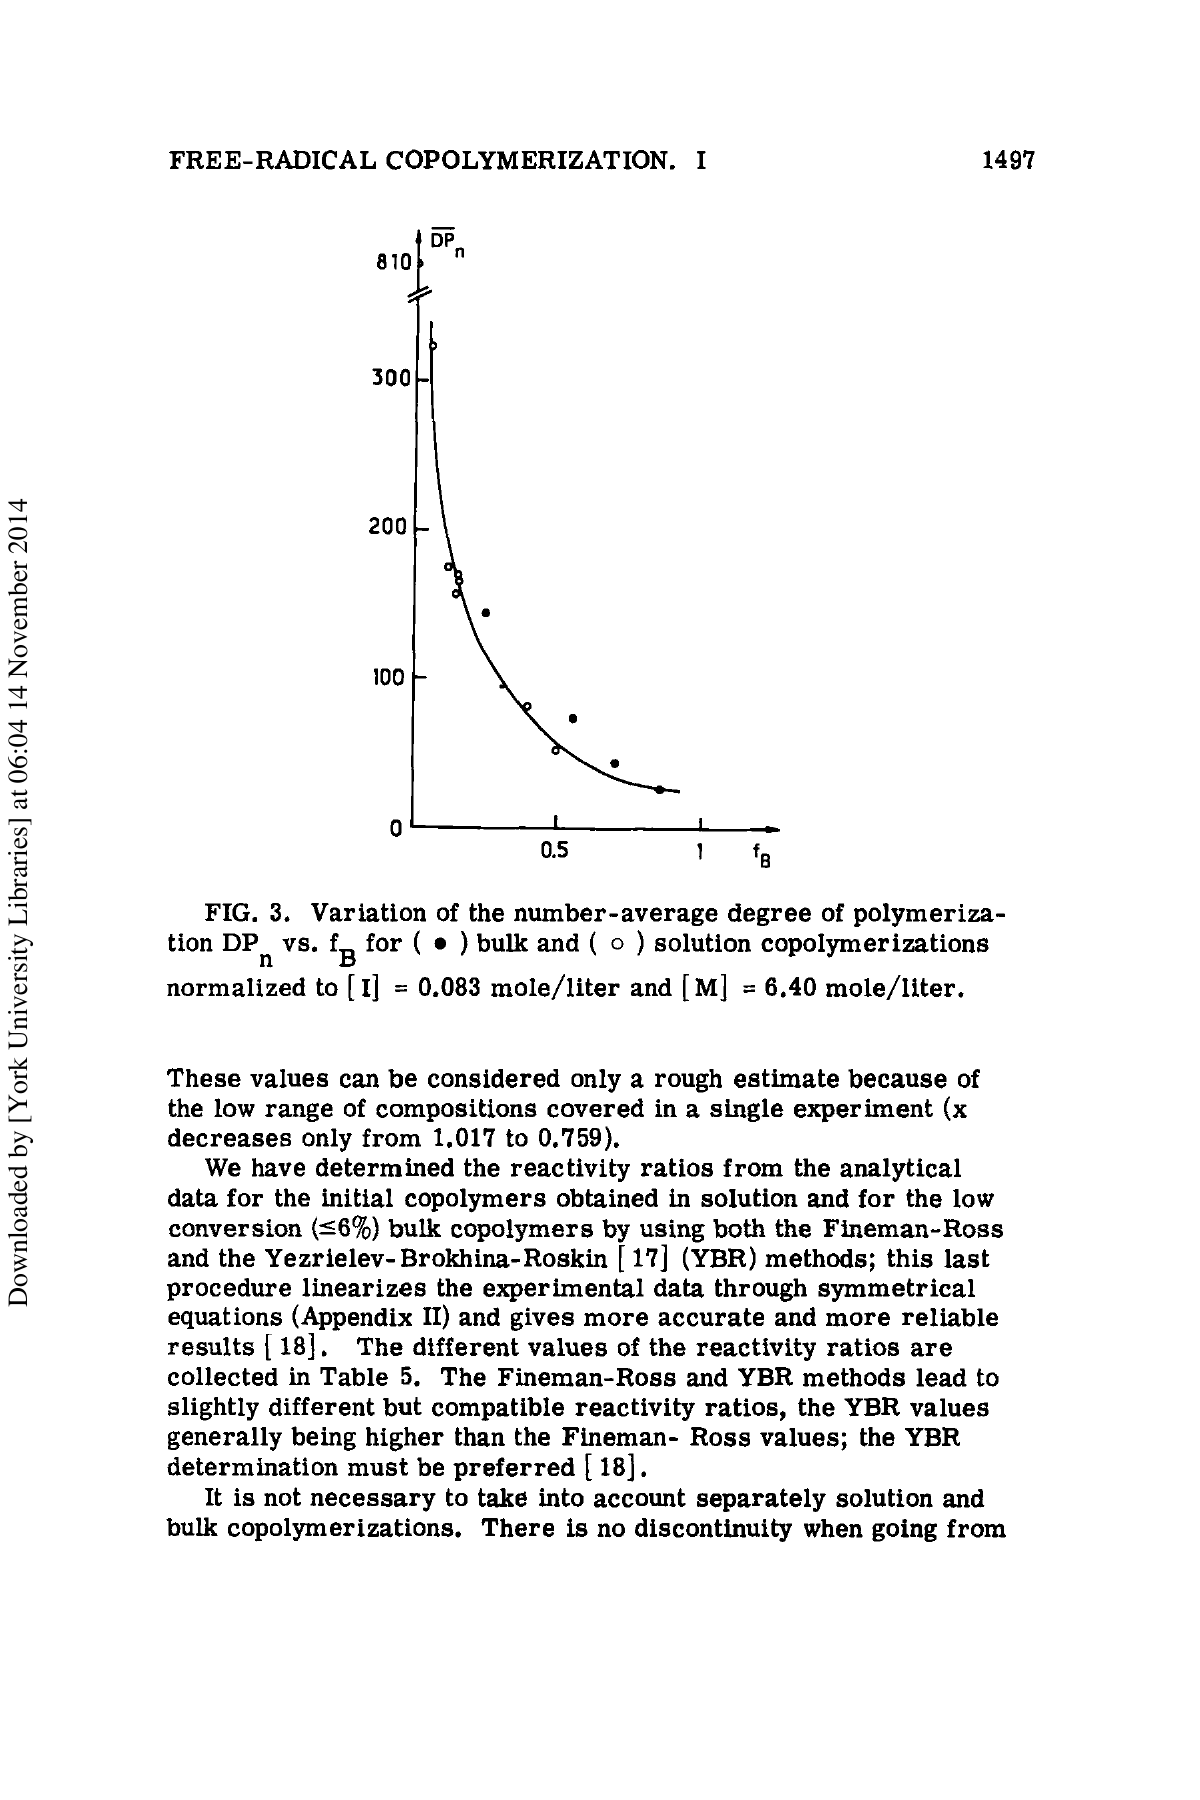 FREE-RADICAL COPOLYMERIZATION. I 1497
DPn
810
300
200
100
0
0.5 1 fB
FIG. 3. Variation of the number-average degree of polymeriza-
tion DPn vs. fB for ( • ) bulk and ( o ) solution copolymerizations
normalized to [I] = 0.083 mole/liter and [M] = 6.40 mole/liter.
These values can be considered only a rough estimate because of
the low range of compositions covered in a single experiment (x
decreases only from 1.017 to 0.759).
We have determined the reactivity ratios from the analytical
data for the initial copolymers obtained in solution and for the low
conversion (≤6%) bulk copolymers by using both the Fineman-Ross
and the Yezrielev-Brokhina-Roskin [17] (YBR) methods; this last
procedure linearizes the experimental data through symmetrical
equations (Appendix II) and gives more accurate and more reliable
results [18]. The different values of the reactivity ratios are
collected in Table 5. The Fineman-Ross and YBR methods lead to
slightly different but compatible reactivity ratios, the YBR values
generally being higher than the Fineman- Ross values; the YBR
determination must be preferred [18].
It is not necessary to take into account separately solution and
bulk copolymerizations. There is no discontinuity when going from
Downloaded by [York University Libraries] at 06:04 14 November 2014